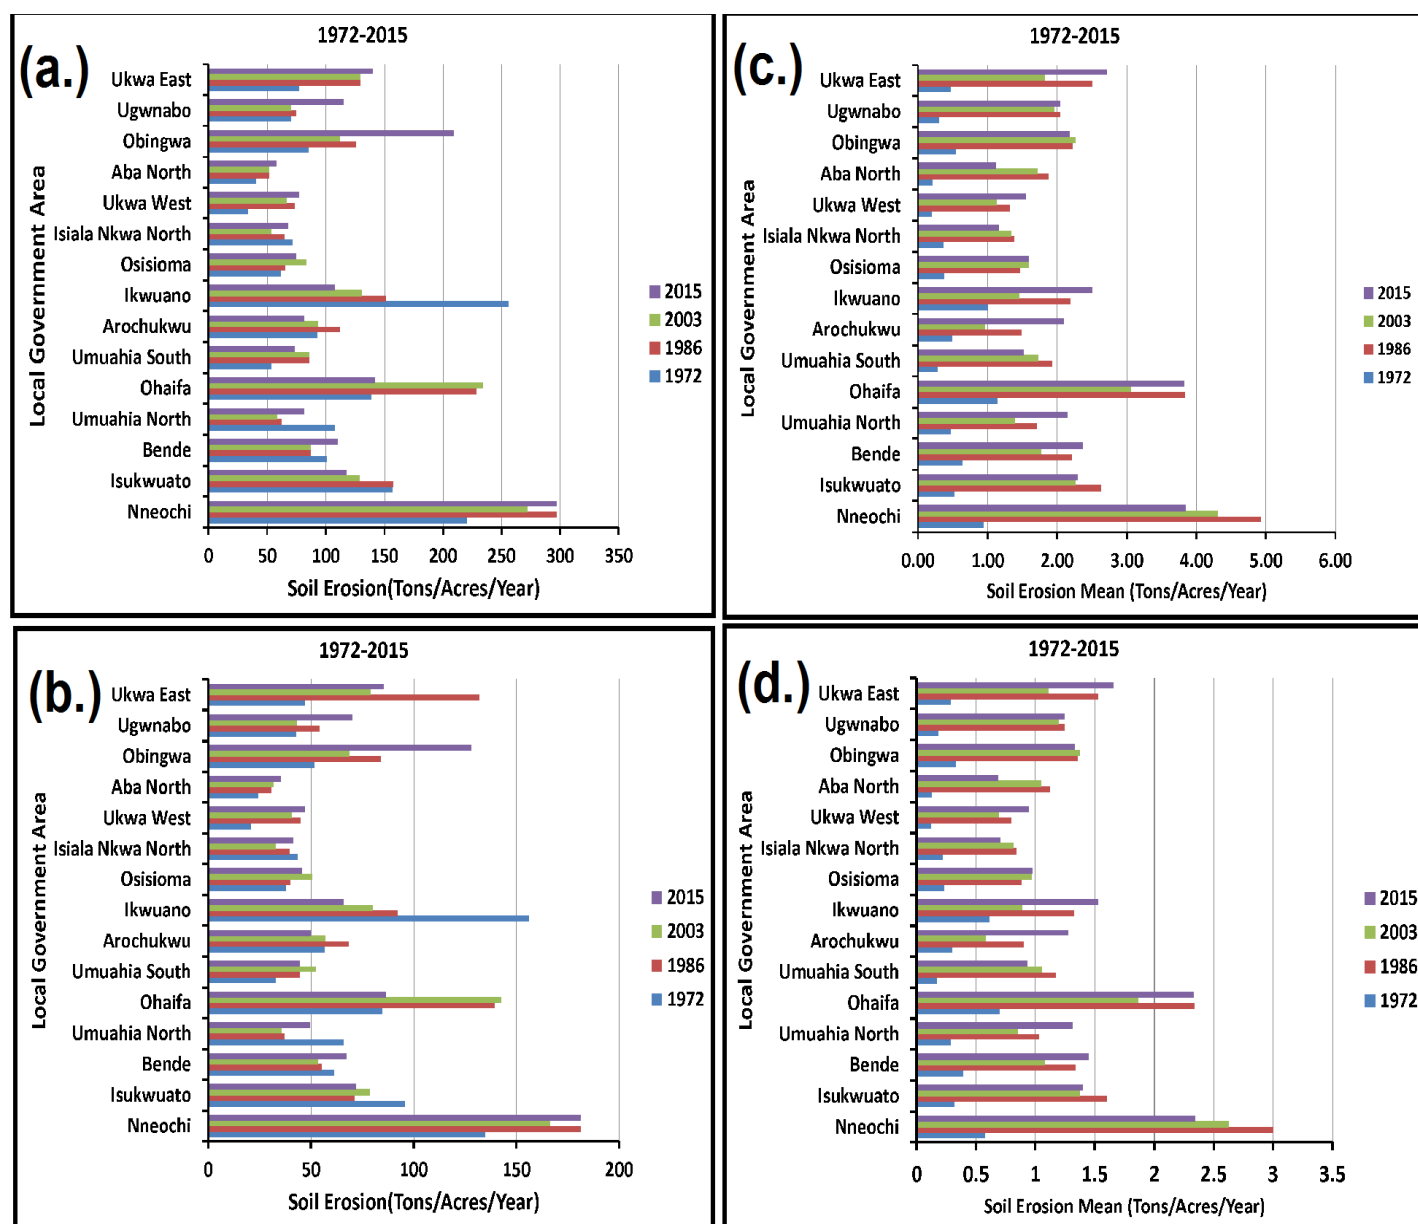 (a.)
1972-2015
Local Government Area
Ukwa East
Ugwnabo
Obingwa
Aba North
Ukwa West
Isiala Nkwa North
Osisioma
Ikwuano
Arochukwu
Umuahia South
Ohaifa
Umuahia North
Bende
Isukwuato
Nneochi
0 50 100 150 200 250 300 350
Soil Erosion(Tons/Acres/Year)
2015
2003
1986
1972
(c.)
1972-2015
Local Government Area
Ukwa East
Ugwnabo
Obingwa
Aba North
Ukwa West
Isiala Nkwa North
Osisioma
Ikwuano
Arochukwu
Umuahia South
Ohaifa
Umuahia North
Bende
Isukwuato
Nneochi
0.00 1.00 2.00 3.00 4.00 5.00 6.00
Soil Erosion Mean (Tons/Acres/Year)
2015
2003
1986
1972
(b.)
1972-2015
Local Government Area
Ukwa East
Ugwnabo
Obingwa
Aba North
Ukwa West
Isiala Nkwa North
Osisioma
Ikwuano
Arochukwu
Umuahia South
Ohaifa
Umuahia North
Bende
Isukwuato
Nneochi
0 50 100 150 200
Soil Erosion(Tons/Acres/Year)
2015
2003
1986
1972
(d.)
1972-2015
Local Government Area
Ukwa East
Ugwnabo
Obingwa
Aba North
Ukwa West
Isiala Nkwa North
Osisioma
Ikwuano
Arochukwu
Umuahia South
Ohaifa
Umuahia North
Bende
Isukwuato
Nneochi
0 0.5 1 1.5 2 2.5 3 3.5
Soil Erosion Mean (Tons/Acres/Year)
2015
2003
1986
1972